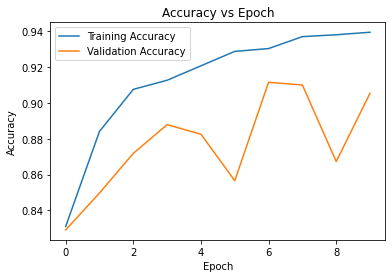 Accuracy vs Epoch
Training Accuracy
Validation Accuracy
Accuracy
0.94
0.92
0.90
0.88
0.86
0.84
0
2
4
6
8
Epoch